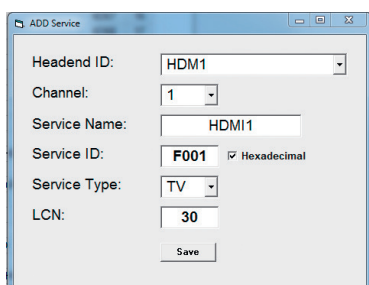 ADD Service
Headend ID: HDM1
Channel: 1
Service Name: HDMI1
Service ID: F001 Hexadecimal
Service Type: TV
LCN: 30
Save